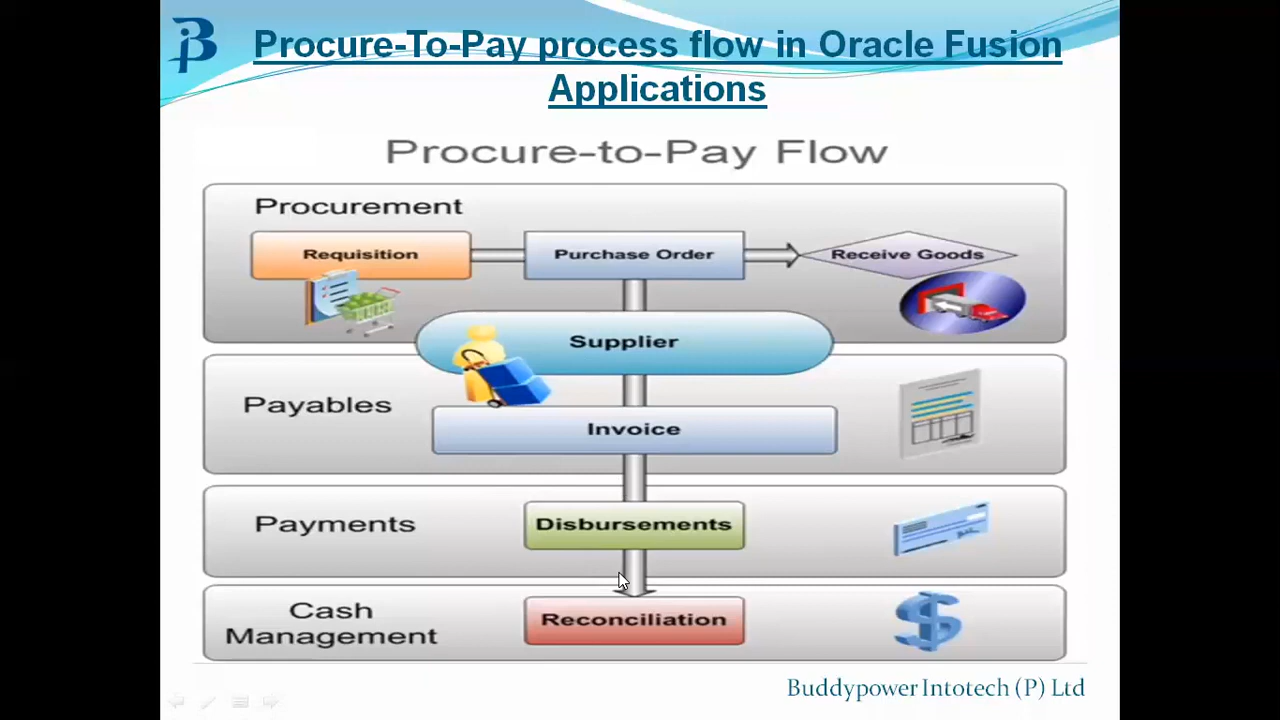 Procure-To-Pay process flow in Oracle Fusion
Applications
Procure-to-Pay Flow
Procurement
Requisition
Purchase Order
Receive Goods
Supplier
Payables
Invoice
Payments
Disbursements
Cash
Management
Reconciliation
Buddypower Intotech (P) Ltd